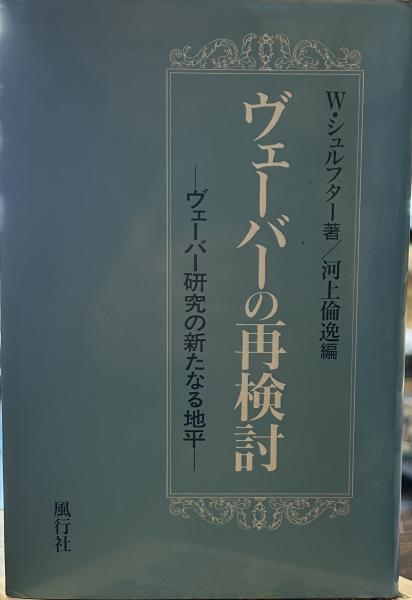 W・シュルフター著／河上倫逸編
ヴェーバーの再検討
―ヴェーバー研究の新たなる地平―
風行社